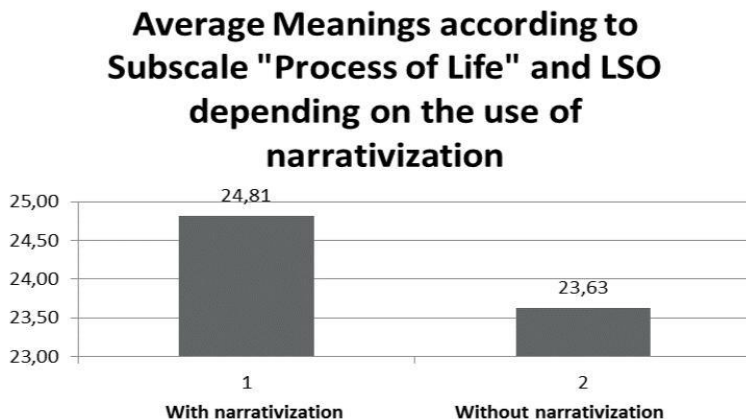 Average Meanings according to
Subscale "Process of Life" and LSO
depending on the use of
narrativization
25,00
24,50
24,00
23,50
23,00
24,81
23,63
1
2
With narrativization
Without narrativization